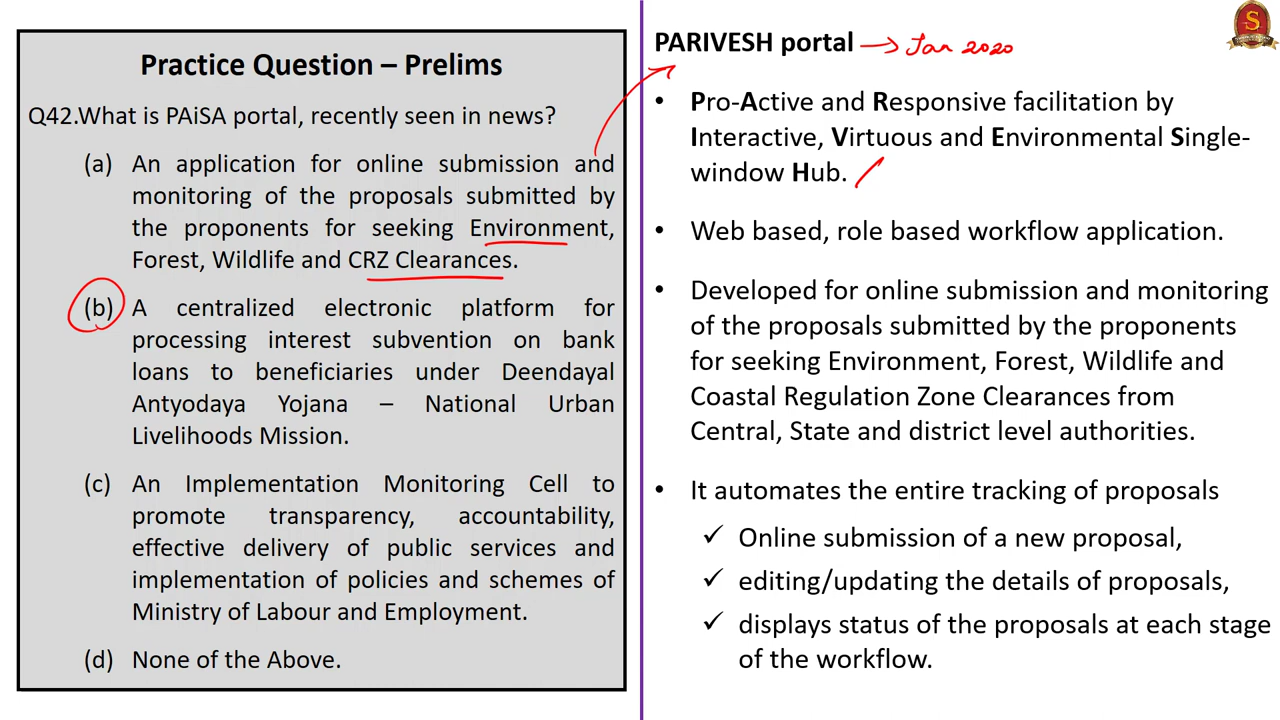 Practice Question – Prelims
Q42.What is PAiSA portal, recently seen in news?
(a) An application for online submission and
monitoring of the proposals submitted by
the proponents for seeking Environment,
Forest, Wildlife and CRZ Clearances.
(b) A centralized electronic platform for
processing interest subvention on bank
loans to beneficiaries under Deendayal
Antyodaya Yojana – National Urban
Livelihoods Mission.
(c) An Implementation Monitoring Cell to
promote transparency, accountability,
effective delivery of public services and
implementation of policies and schemes of
Ministry of Labour and Employment.
(d) None of the Above.
PARIVESH portal → Jan 2020
• Pro-Active and Responsive facilitation by
Interactive, Virtuous and Environmental Single-
window Hub.
• Web based, role based workflow application.
• Developed for online submission and monitoring
of the proposals submitted by the proponents
for seeking Environment, Forest, Wildlife and
Coastal Regulation Zone Clearances from
Central, State and district level authorities.
• It automates the entire tracking of proposals
✓ Online submission of a new proposal,
✓ editing/updating the details of proposals,
✓ displays status of the proposals at each stage
of the workflow.
S